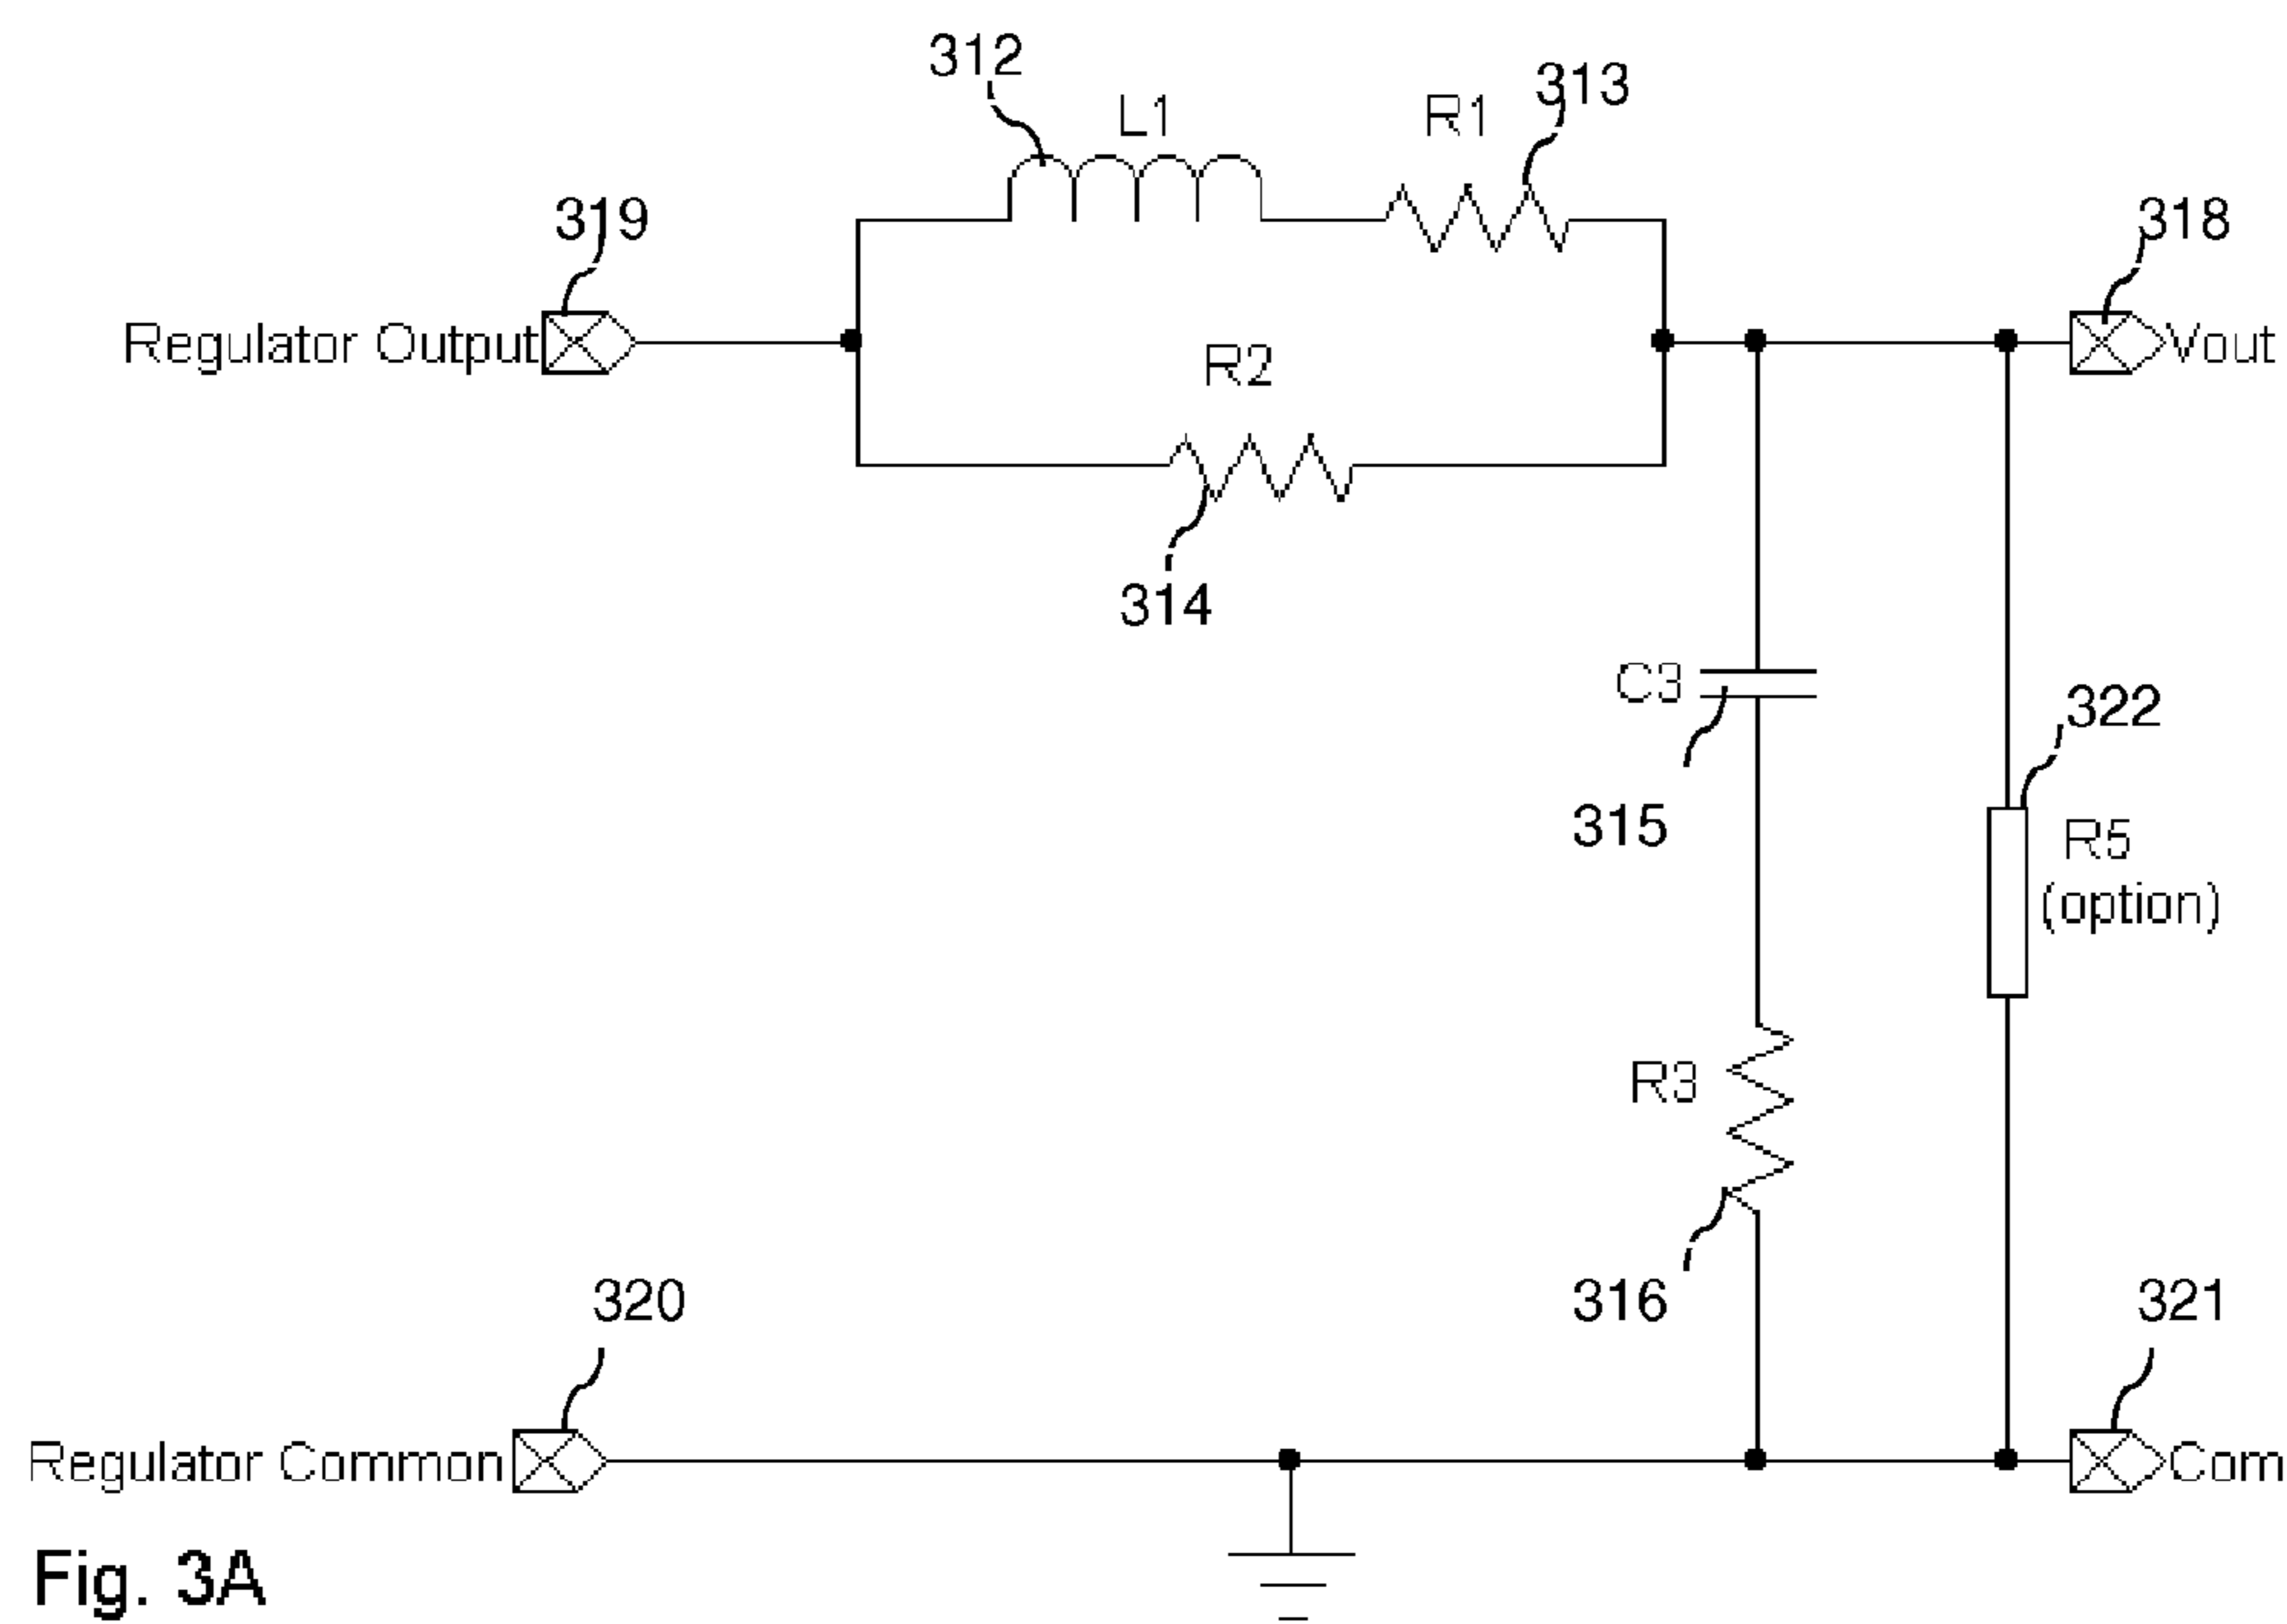 312
L1
R1
313
319
318
Regulator Output
Vout
R2
314
C3
315
322
R5
(option)
R3
316
320
321
Regulator Common
Com
Fig. 3A